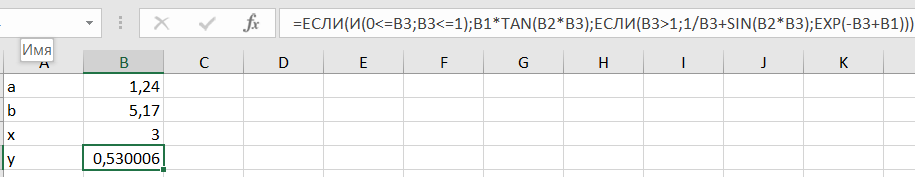 =ЕСЛИ(И(0<=B3;B3<=1);B1*TAN(B2*B3);ЕСЛИ(B3>1;1/B3+SIN(B2*B3);EXP(-B3+B1)))
Имя
A B C D E F G H I J K
a 1,24
b 5,17
x 3
y 0,530006